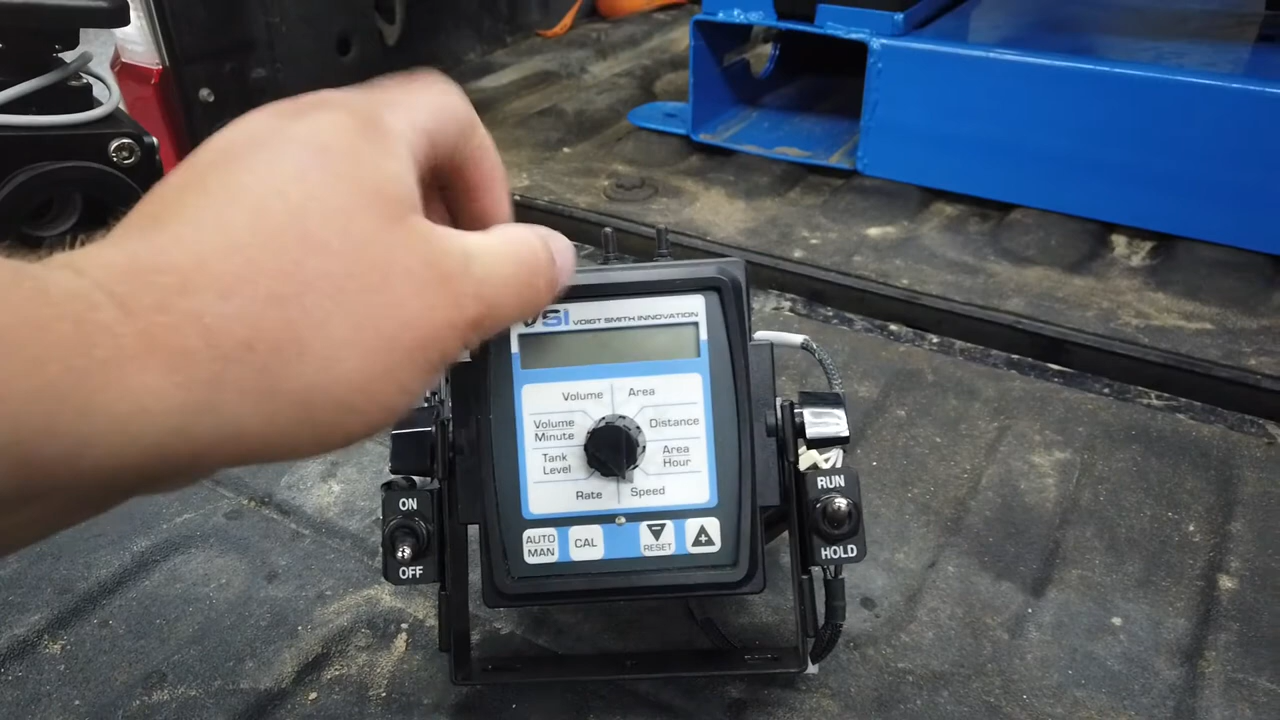 VSI VOIGT SMITH INNOVATION
Volume
Area
Volume
Minute
Distance
Tank
Level
Area
Hour
Rate
Speed
AUTO
MAN
CAL
RESET
ON
OFF
RUN
HOLD